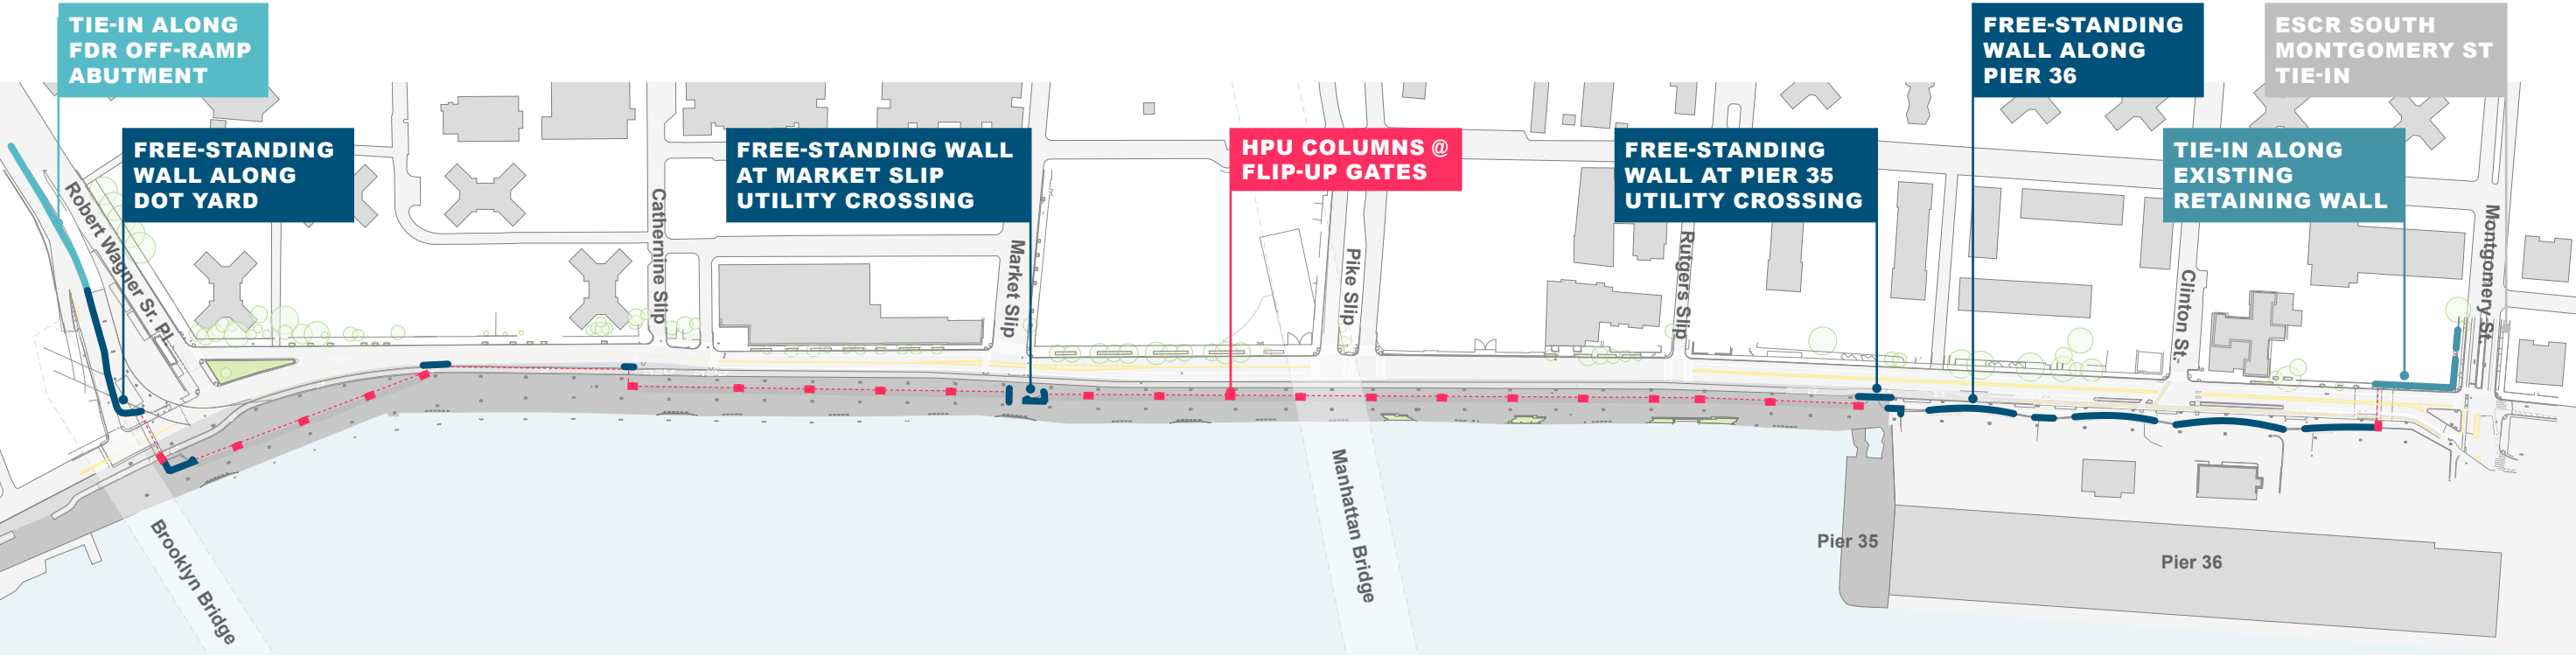 TIE-IN ALONG
FDR OFF-RAMP
ABUTMENT
FREE-STANDING
WALL ALONG
DOT YARD
FREE-STANDING WALL
AT MARKET SLIP
UTILITY CROSSING
HPU COLUMNS @
FLIP-UP GATES
FREE-STANDING
WALL AT PIER 35
UTILITY CROSSING
FREE-STANDING
WALL ALONG
PIER 36
ESCR SOUTH
MONTGOMERY ST
TIE-IN
TIE-IN ALONG
EXISTING
RETAINING WALL
Robert Wagner Sr. Pl.
Cathernine Slip
Market Slip
Pike Slip
Rutgers Slip
Clinton St.
Montgomery St.
Brooklyn Bridge
Manhattan Bridge
Pier 35
Pier 36